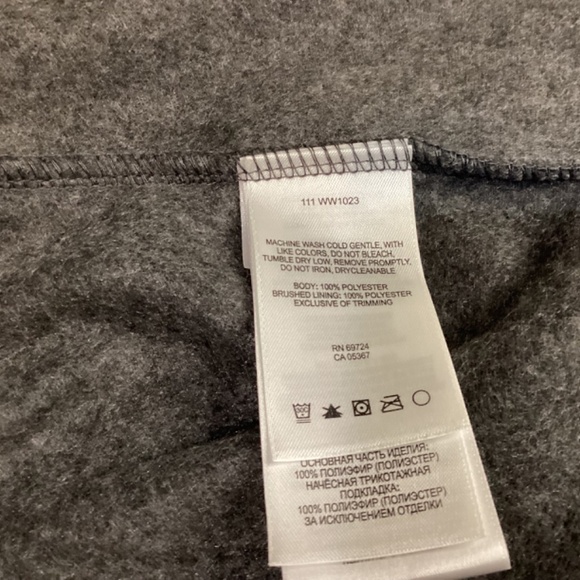 111 WW1023
MACHINE WASH COLD GENTLE, WITH
LIKE COLORS, DO NOT BLEACH,
TUMBLE DRY LOW, REMOVE PROMPTLY,
DO NOT IRON, DRYCLEANABLE
BODY: 100% POLYESTER
BRUSHED LINING: 100% POLYESTER
EXCLUSIVE OF TRIMMING
RN 69724
CA 05367
ОСНОВНАЯ ЧАСТЬ ИЗДЕЛИЯ:
100% ПОЛИЭФИР (ПОЛИЭСТЕР)
НАЧЁСНАЯ ТРИКОТАЖНАЯ
ПОДКЛАДКА:
100% ПОЛИЭФИР (ПОЛИЭСТЕР)
ЗА ИСКЛЮЧЕНИЕМ ОТДЕЛКИ